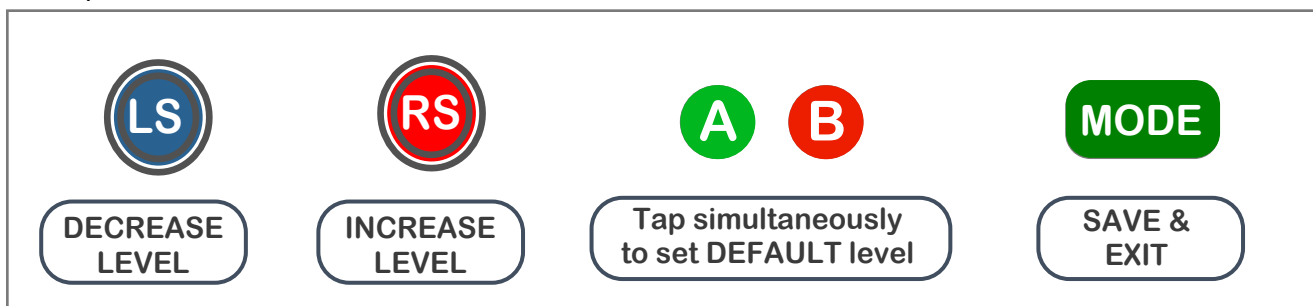 LS
RS
A B
MODE
DECREASE
LEVEL
INCREASE
LEVEL
Tap simultaneously
to set DEFAULT level
SAVE &
EXIT